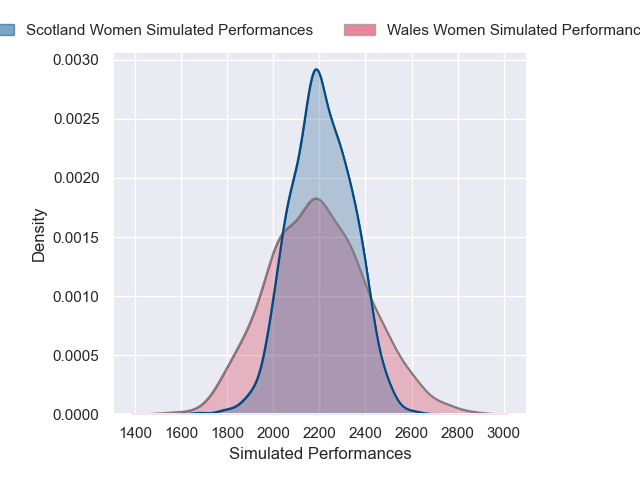 Scotland Women Simulated Performances Wales Women Simulated Performanc
0.0030
0.0025
0.0020
0.0015
0.0010
0.0005
0.0000
Density
1400 1600 1800 2000 2200 2400 2600 2800 3000
Simulated Performances